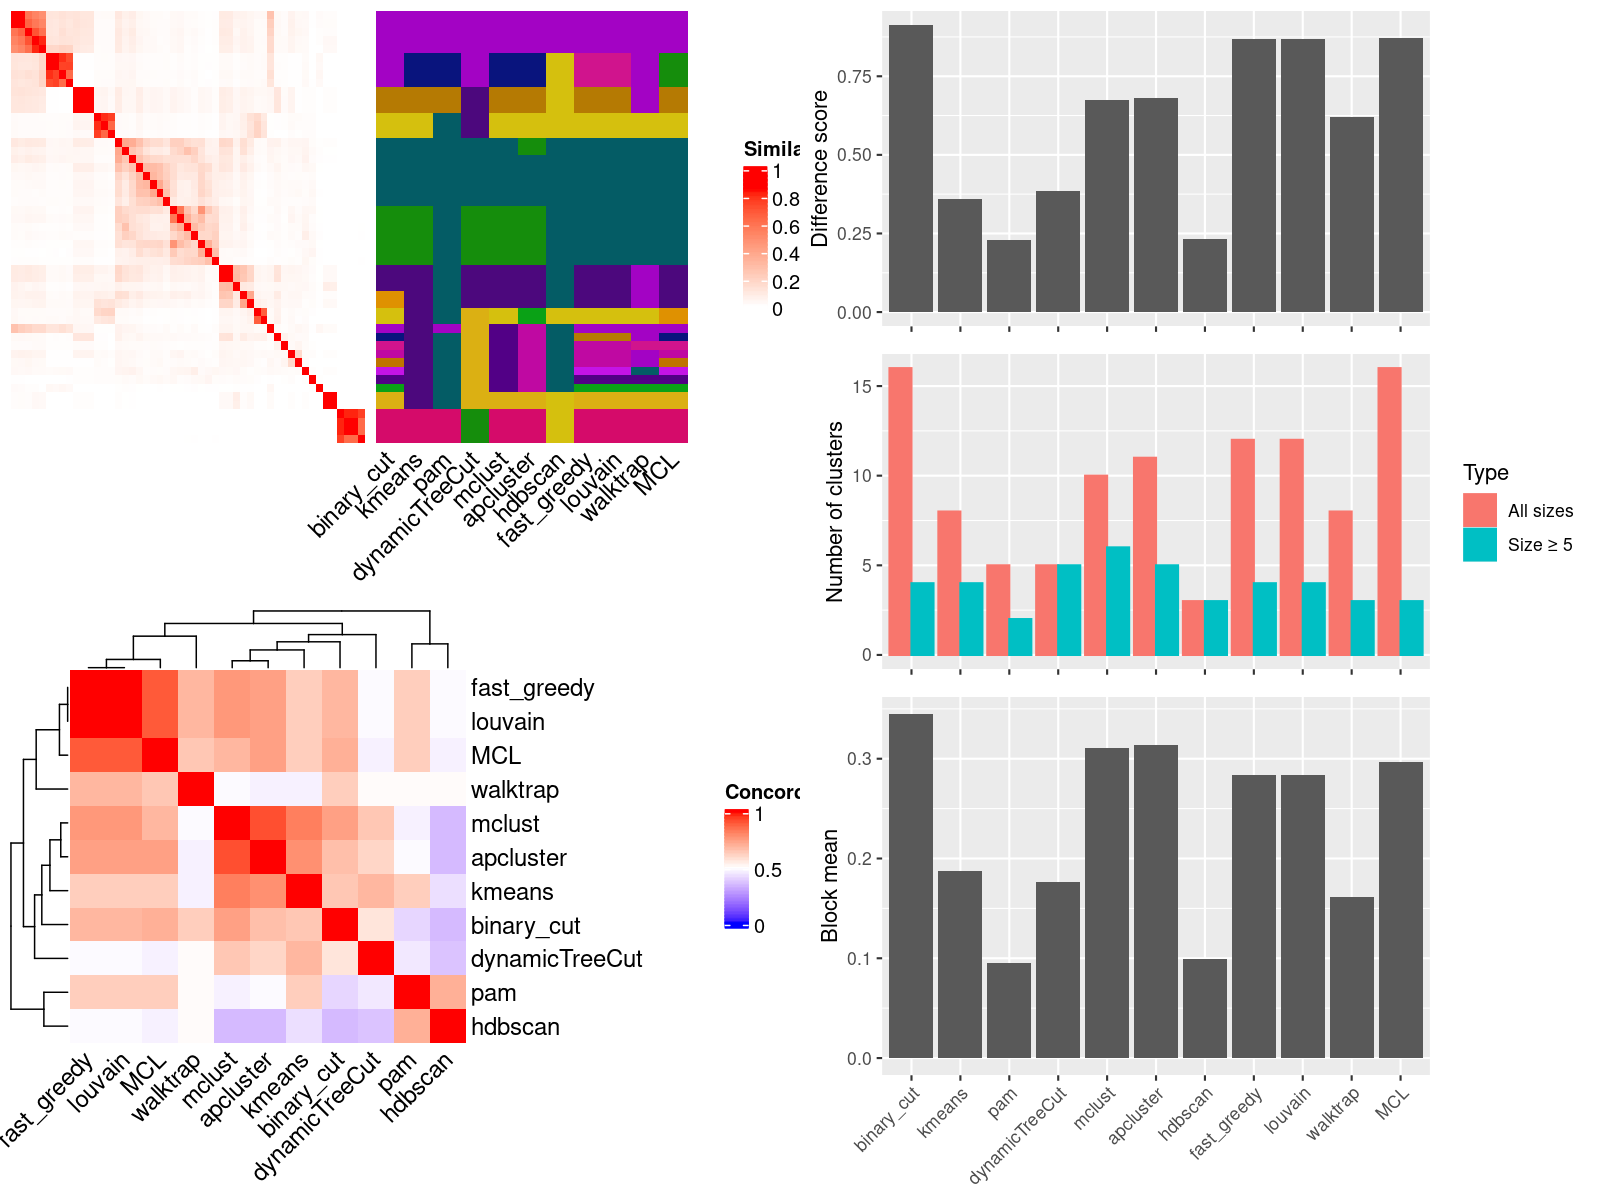 Simila
1
0.8
0.6
0.4
0.2
0
binary_cut
kmeans
pam
dynamicTreeCut
mclust
apcluster
hdbscan
fast_greedy
louvain
walktrap
MCL
fast_greedy
louvain
MCL
walktrap
mclust
apcluster
kmeans
binary_cut
dynamicTreeCut
pam
hdbscan
fast_greedy
louvain
MCL
walktrap
mclust
apcluster
kmeans
binary_cut
dynamicTreeCut
pam
hdbscan
Concord
1
0.5
0
Difference score
0.75
0.50
0.25
0.00
Number of clusters
15
10
5
0
Type
All sizes
Size ≥ 5
Block mean
0.3
0.2
0.1
0.0
binary_cut
kmeans
pam
dynamicTreeCut
mclust
apcluster
hdbscan
fast_greedy
louvain
walktrap
MCL